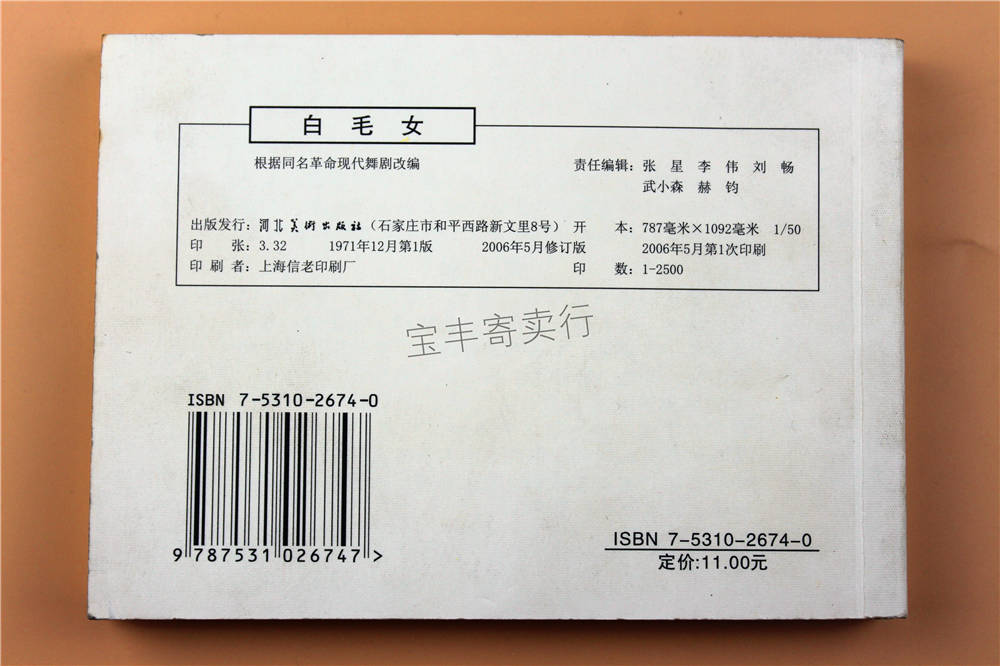 白毛女
根据同名革命现代舞剧改编
责任编辑：张 星 李 伟 刘 畅
武小森 赫 钧
出版发行：河北美术出版社（石家庄市和平西路新文里8号）
开 本：787毫米×1092毫米 1/50
印 张：3.32 1971年12月第1版 2006年5月修订版
2006年5月第1次印刷
印刷者：上海信老印刷厂
印 数：1-2500
宝丰寄卖行
ISBN 7-5310-2674-0
9 787531 026747 >
ISBN 7-5310-2674-0
定价:11.00元